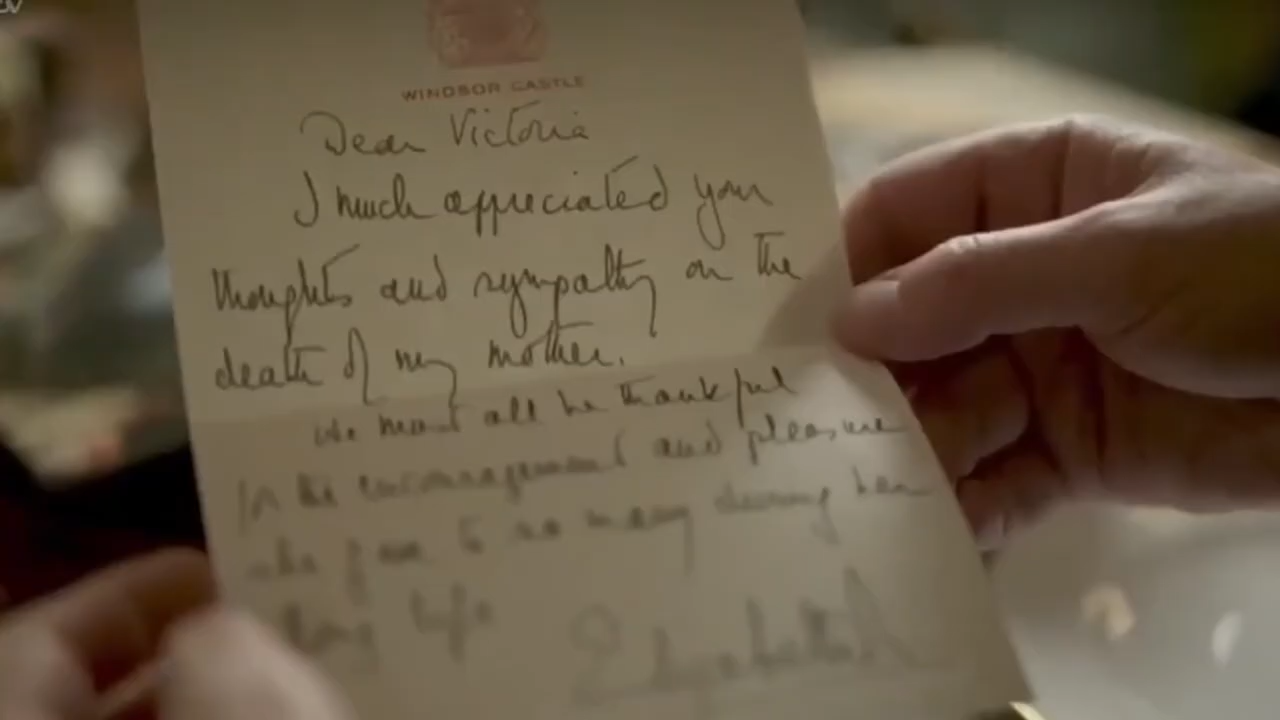 WINDSOR CASTLE
Dear Victoria
I much appreciated your
thoughts and sympathy on the
death of my mother.
We must all be thankful
for the encouragement and pleasure
she gave to so many during her
long life
Elizabeth R